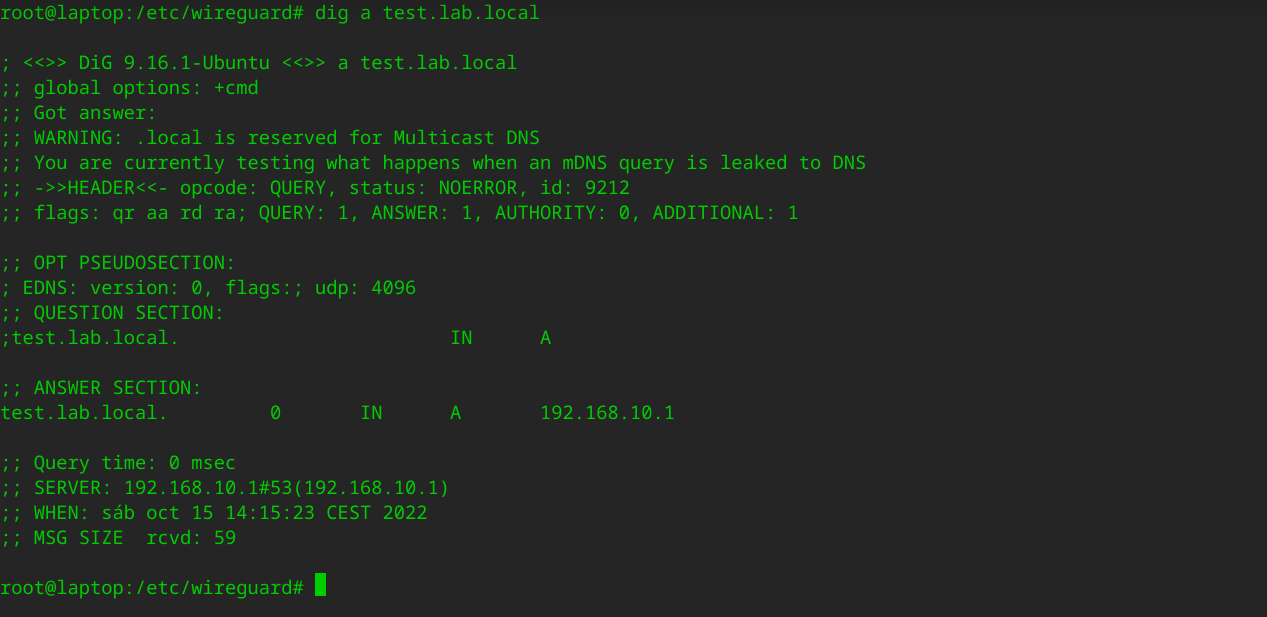 root@laptop:/etc/wireguard# dig a test.lab.local
; <<>> DiG 9.16.1-Ubuntu <<>> a test.lab.local
;; global options: +cmd
;; Got answer:
;; WARNING: .local is reserved for Multicast DNS
;; You are currently testing what happens when an mDNS query is leaked to DNS
;; ->>HEADER<<- opcode: QUERY, status: NOERROR, id: 9212
;; flags: qr aa rd ra; QUERY: 1, ANSWER: 1, AUTHORITY: 0, ADDITIONAL: 1
;; OPT PSEUDOSECTION:
; EDNS: version: 0, flags:; udp: 4096
;; QUESTION SECTION:
;test.lab.local. IN A
;; ANSWER SECTION:
test.lab.local. 0 IN A 192.168.10.1
;; Query time: 0 msec
;; SERVER: 192.168.10.1#53(192.168.10.1)
;; WHEN: sáb oct 15 14:15:23 CEST 2022
;; MSG SIZE  rcvd: 59
root@laptop:/etc/wireguard#